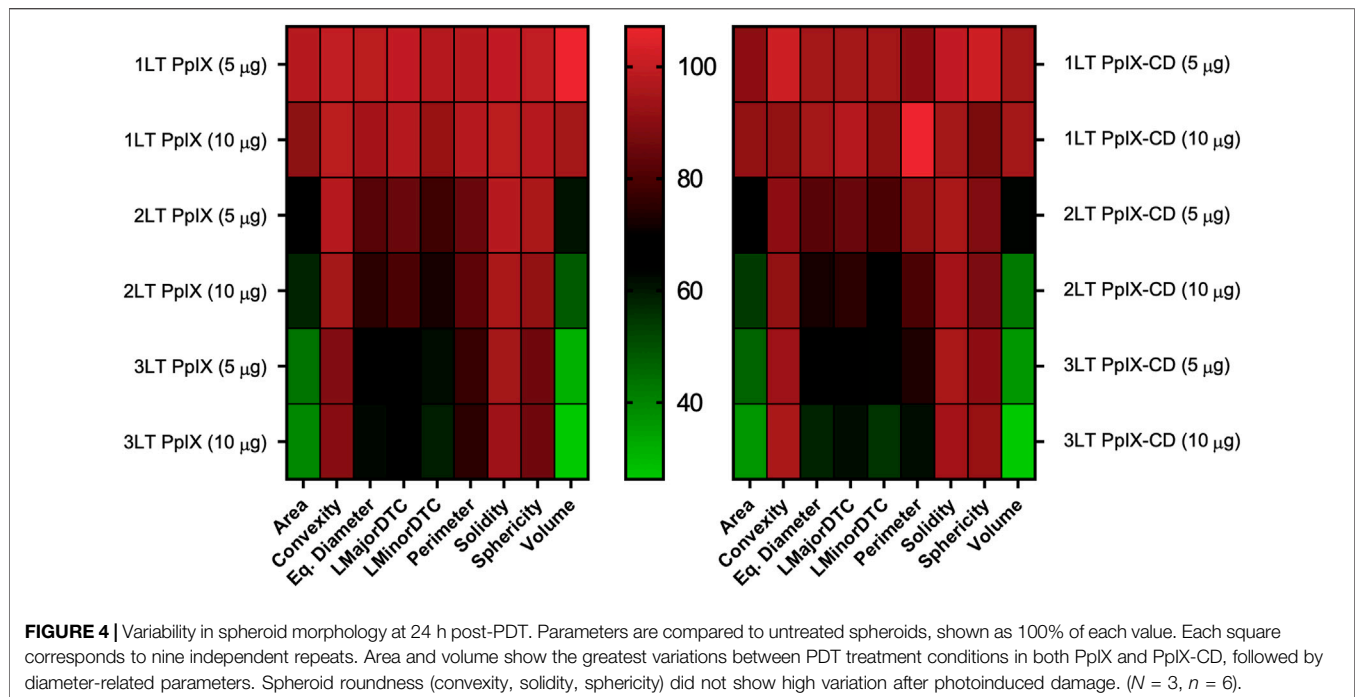 1LT PpIX (5 µg)
1LT PpIX (10 µg)
2LT PpIX (5 µg)
2LT PpIX (10 µg)
3LT PpIX (5 µg)
3LT PpIX (10 µg)
Area
Convexity
Eq. Diameter
LMajorDTC
LMinorDTC
Perimeter
Solidity
Sphericity
Volume
100
80
60
40
1LT PpIX-CD (5 µg)
1LT PpIX-CD (10 µg)
2LT PpIX-CD (5 µg)
2LT PpIX-CD (10 µg)
3LT PpIX-CD (5 µg)
3LT PpIX-CD (10 µg)
Area
Convexity
Eq. Diameter
LMajorDTC
LMinorDTC
Perimeter
Solidity
Sphericity
Volume
FIGURE 4 | Variability in spheroid morphology at 24 h post-PDT. Parameters are compared to untreated spheroids, shown as 100% of each value. Each square
corresponds to nine independent repeats. Area and volume show the greatest variations between PDT treatment conditions in both PpIX and PpIX-CD, followed by
diameter-related parameters. Spheroid roundness (convexity, solidity, sphericity) did not show high variation after photoinduced damage. (N = 3, n = 6).